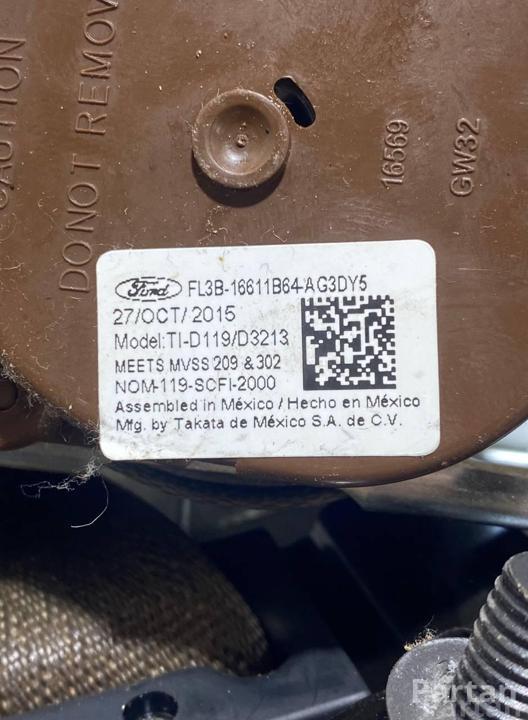 CAUTION
DO NOT REMOV
16569
GW32
Ford FL3B-16611B64-AG3DY5
27/OCT/2015
Model:TI-D119/D3213
MEETS MVSS 209 & 302
NOM-119-SCFI-2000
Assembled in México / Hecho en México
Mfg. by Takata de México S.A. de C.V.